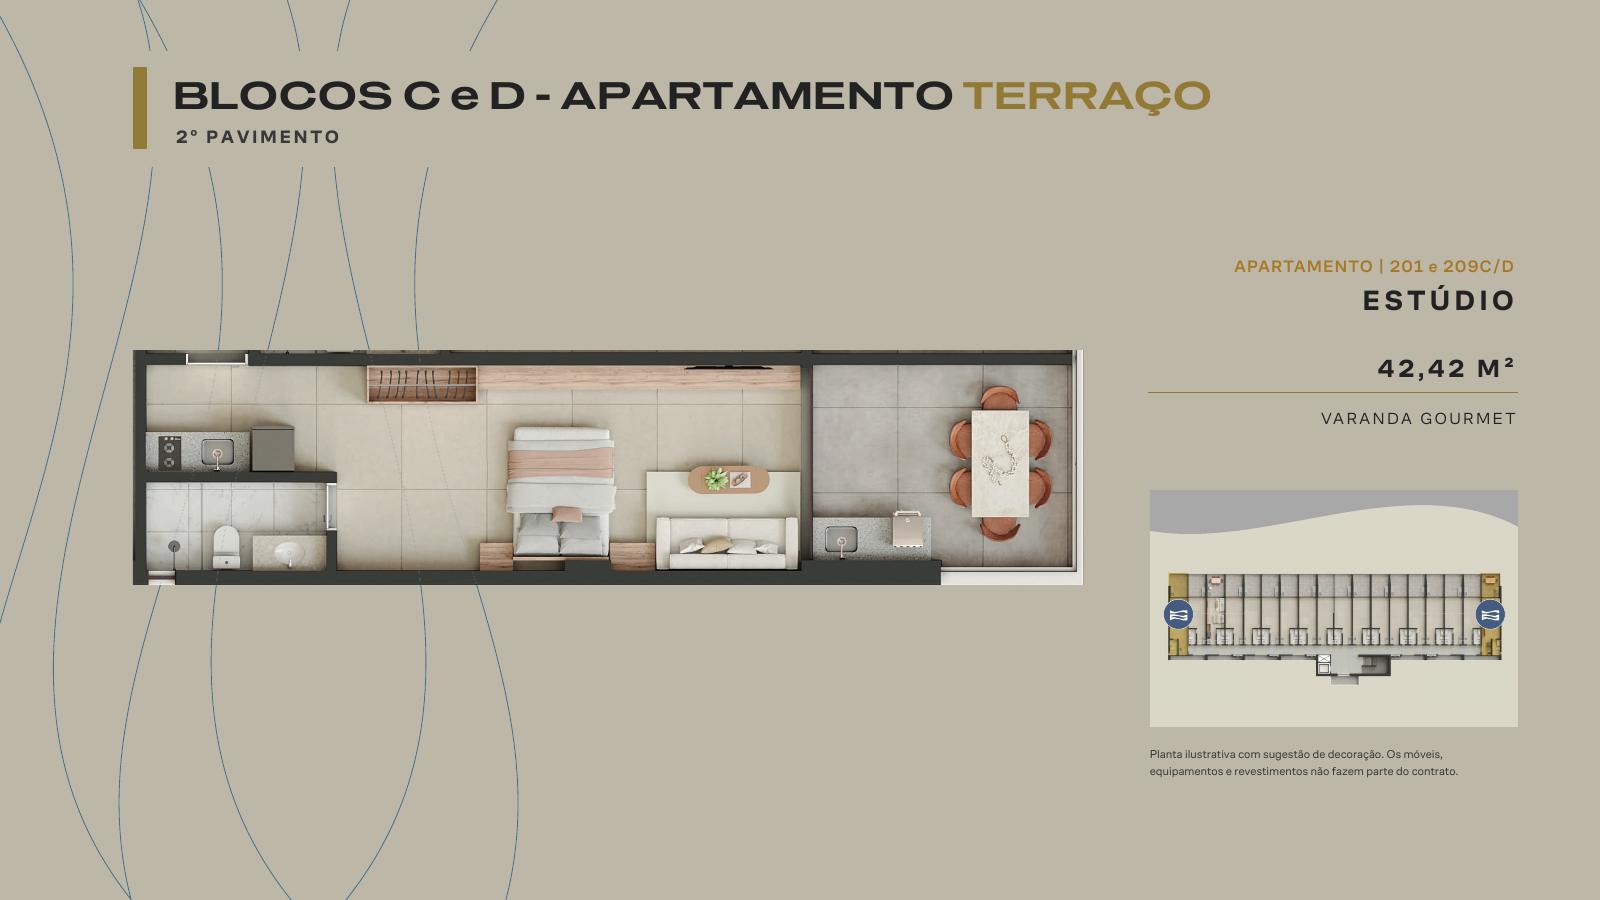 BLOCOS C e D - APARTAMENTO TERRAÇO
2º PAVIMENTO
APARTAMENTO | 201 e 209C/D
ESTÚDIO
42,42 M²
VARANDA GOURMET
Planta ilustrativa com sugestão de decoração. Os móveis,
equipamentos e revestimentos não fazem parte do contrato.